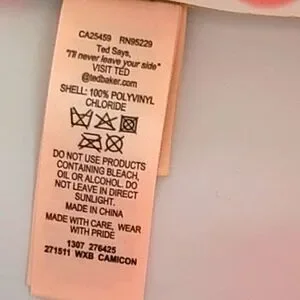 CA25459 RN95229
Ted Says,
"I'll never leave your side"
VISIT TED
@tedbaker.com
SHELL: 100% POLYVINYL
CHLORIDE
DO NOT USE PRODUCTS
CONTAINING BLEACH,
OIL OR ALCOHOL. DO
NOT LEAVE IN DIRECT
SUNLIGHT.
MADE IN CHINA
MADE WITH CARE, WEAR
WITH PRIDE
1307 276425
271511 WXB CAMICON